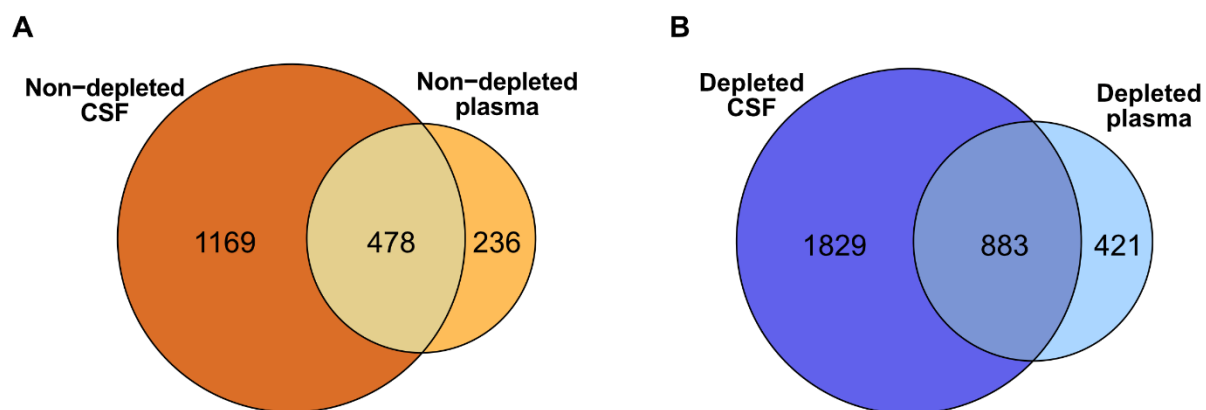 A
Non−depleted
CSF
Non−depleted
plasma
1169
478
236
B
Depleted
CSF
Depleted
plasma
1829
883
421